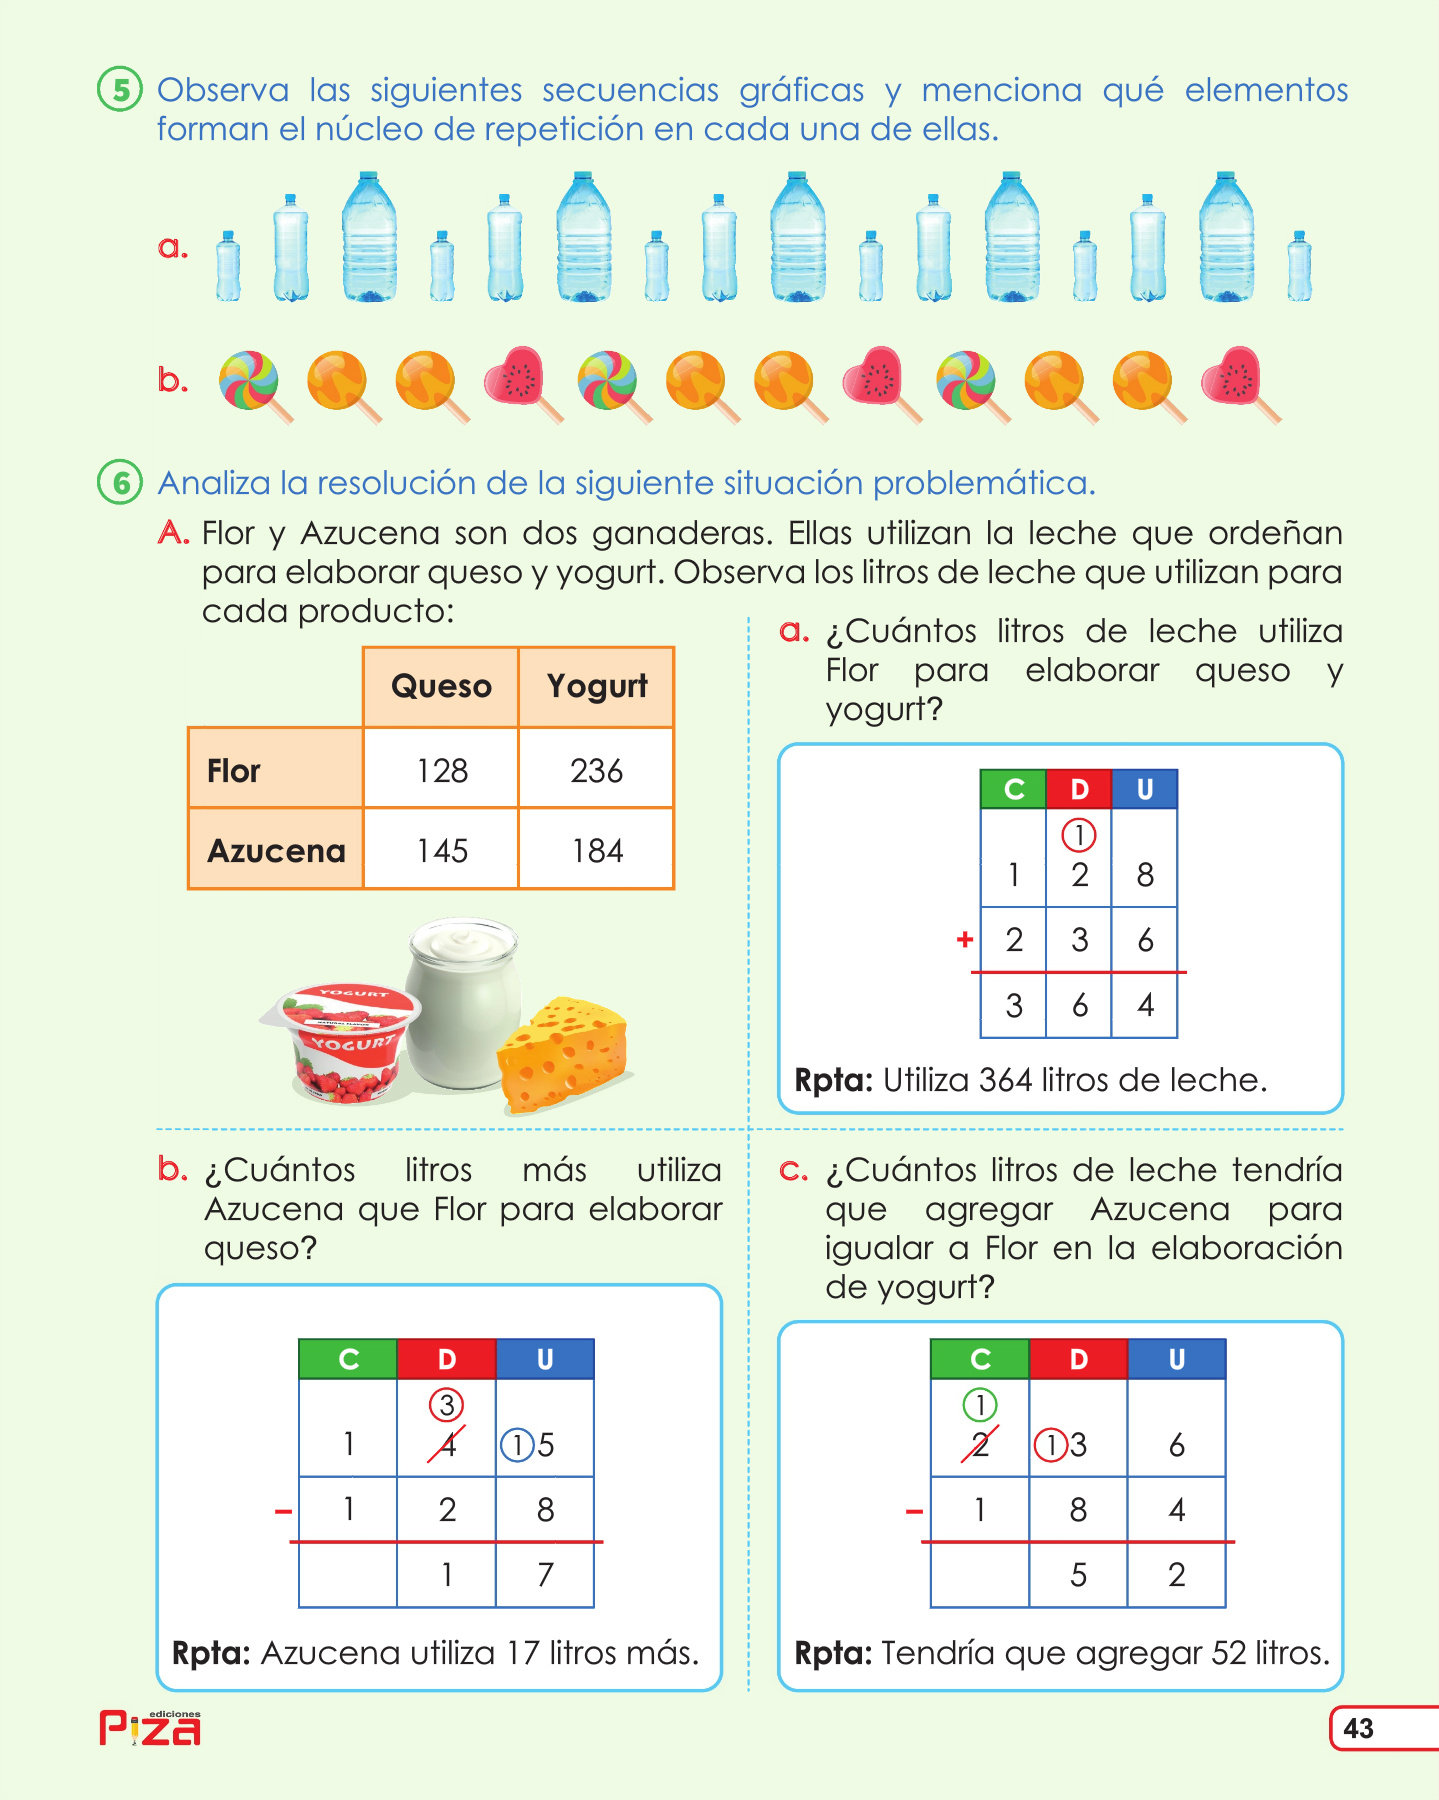 5 Observa las siguientes secuencias gráficas y menciona qué elementos
forman el núcleo de repetición en cada una de ellas.
a.
b.
6 Analiza la resolución de la siguiente situación problemática.
A. Flor y Azucena son dos ganaderas. Ellas utilizan la leche que ordeñan
para elaborar queso y yogurt. Observa los litros de leche que utilizan para
cada producto:
Queso Yogurt
Flor 128 236
Azucena 145 184
YOGURT
NATURAL FLAVOUR
YOGURT
a. ¿Cuántos litros de leche utiliza
Flor para elaborar queso y
yogurt?
C D U
1
1 2 8
+ 2 3 6
3 6 4
Rpta: Utiliza 364 litros de leche.
b. ¿Cuántos litros más utiliza
Azucena que Flor para elaborar
queso?
C D U
3
1 4 1 5
– 1 2 8
1 7
Rpta: Azucena utiliza 17 litros más.
c. ¿Cuántos litros de leche tendría
que agregar Azucena para
igualar a Flor en la elaboración
de yogurt?
C D U
1
2 1 3 6
– 1 8 4
5 2
Rpta: Tendría que agregar 52 litros.
ediciones
Piza
43